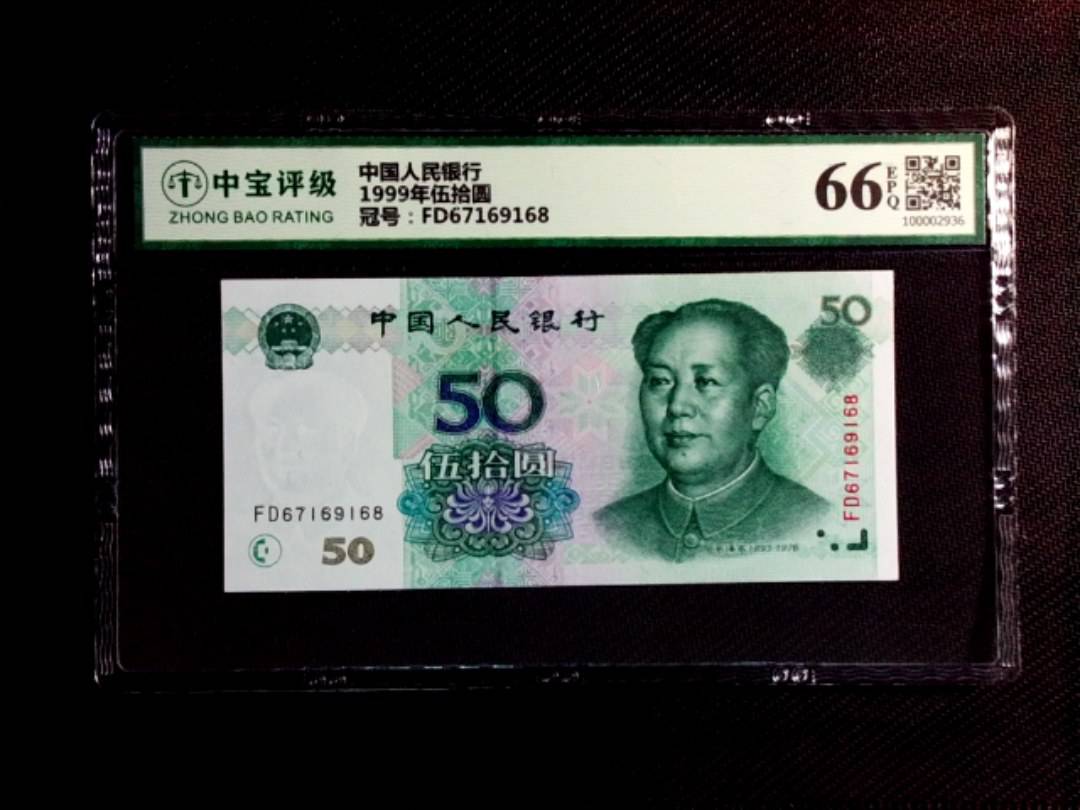 中宝评级
ZHONG BAO RATING
中国人民银行
1999年伍拾圆
冠号：FD67169168
66
EPQ
100002936
中国人民银行
50
50
伍拾圆
FD67169168
FD67169168
50
1893-1976